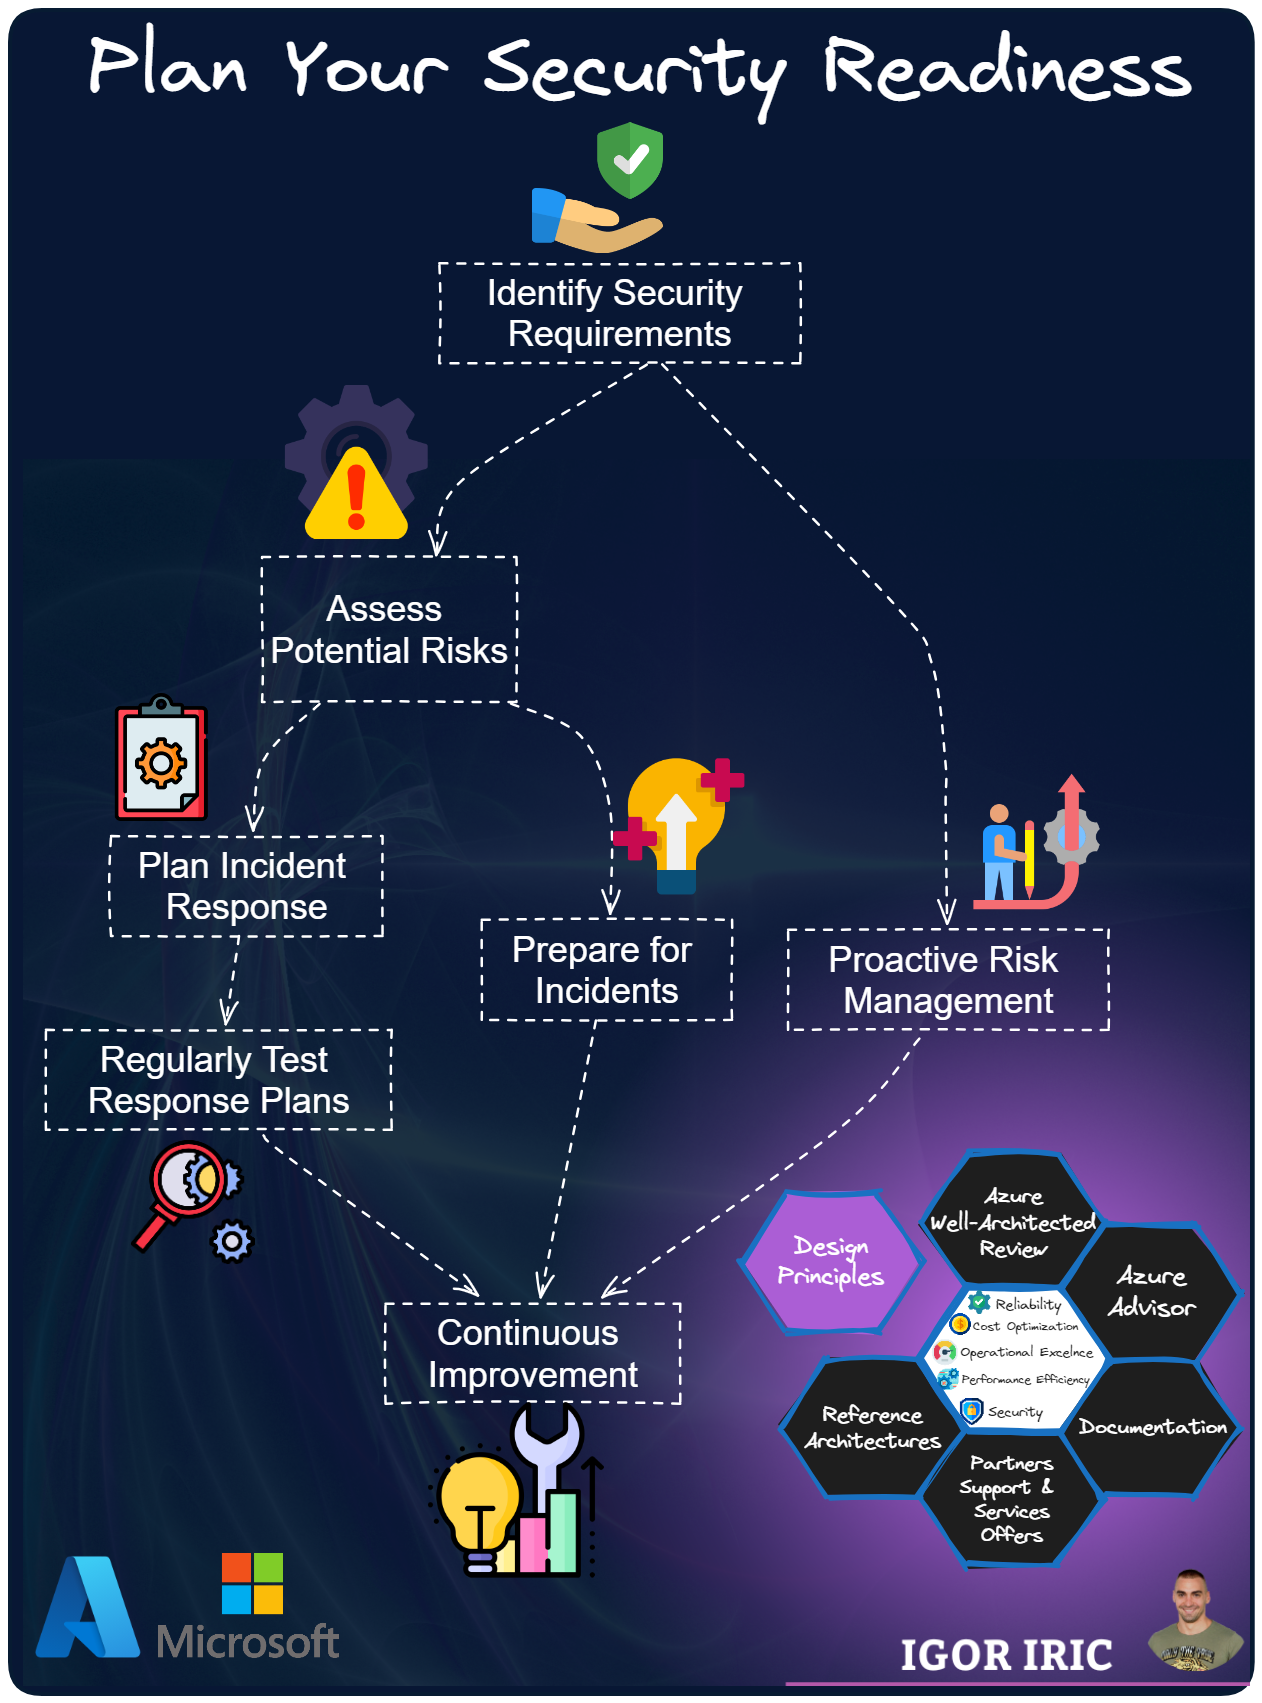 Plan Your Security Readiness
Identify Security
Requirements
Assess
Potential Risks
Plan Incident
Response
Prepare for
Incidents
Proactive Risk
Management
Regularly Test
Response Plans
Continuous
Improvement
Design
Principles
Azure
Well-Architected
Review
Azure
Advisor
Reliability
Cost Optimization
Operational Excelnce
Performance Efficiency
Security
Reference
Architectures
Documentation
Partners
Support &
Services
Offers
Microsoft
IGOR IRIC